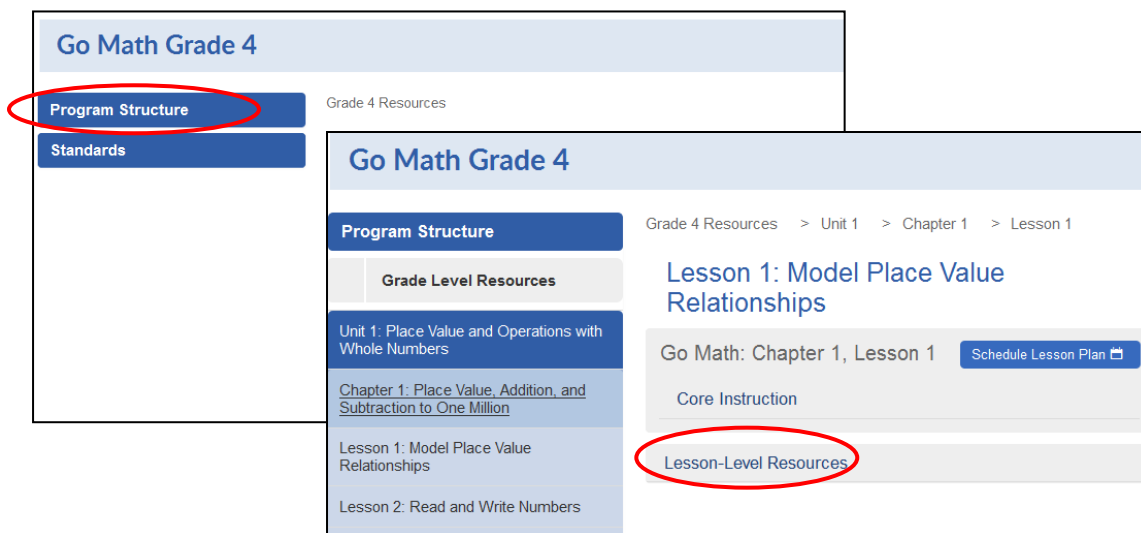 Go Math Grade 4
Program Structure
Standards
Grade 4 Resources
Go Math Grade 4
Program Structure
Grade Level Resources
Unit 1: Place Value and Operations with
Whole Numbers
Chapter 1: Place Value, Addition, and
Subtraction to One Million
Lesson 1: Model Place Value
Relationships
Lesson 2: Read and Write Numbers
Grade 4 Resources > Unit 1 > Chapter 1 > Lesson 1
Lesson 1: Model Place Value
Relationships
Go Math: Chapter 1, Lesson 1 Schedule Lesson Plan
Core Instruction
Lesson-Level Resources